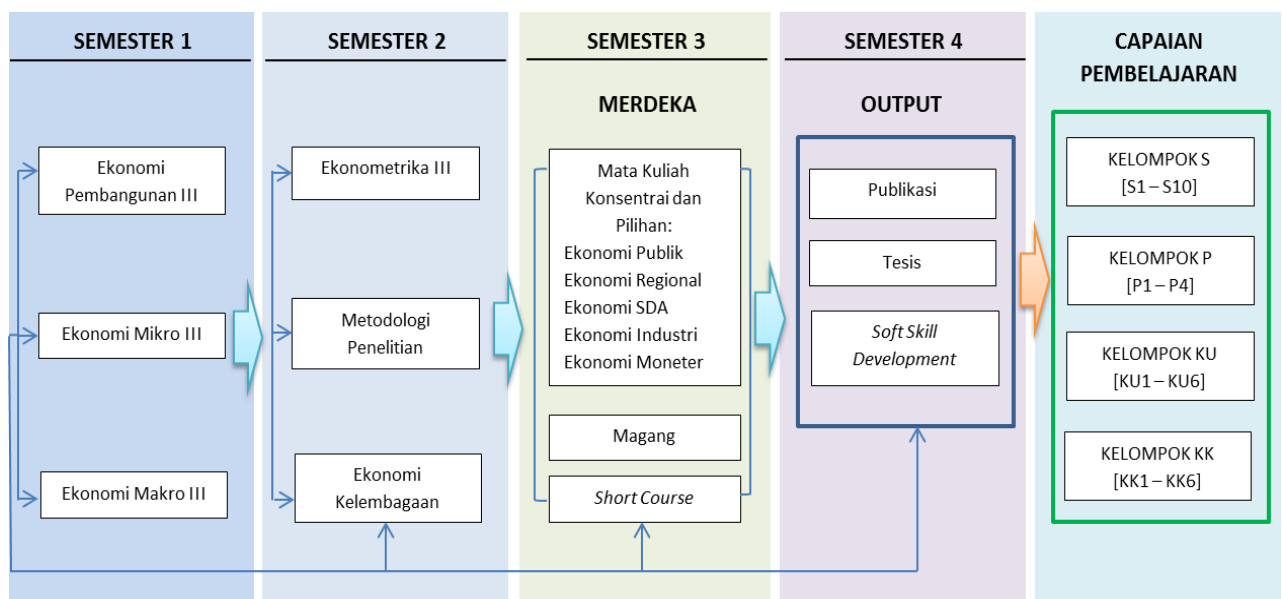 SEMESTER 1
Ekonomi
Pembangunan III
Ekonomi Mikro III
Ekonomi Makro III
SEMESTER 2
Ekonometrika III
Metodologi
Penelitian
Ekonomi
Kelembagaan
SEMESTER 3
MERDEKA
Mata Kuliah
Konsentrai dan
Pilihan:
Ekonomi Publik
Ekonomi Regional
Ekonomi SDA
Ekonomi Industri
Ekonomi Moneter
Magang
Short Course
SEMESTER 4
OUTPUT
Publikasi
Tesis
Soft Skill
Development
CAPAIAN
PEMBELAJARAN
KELOMPOK S
[S1 – S10]
KELOMPOK P
[P1 – P4]
KELOMPOK KU
[KU1 – KU6]
KELOMPOK KK
[KK1 – KK6]